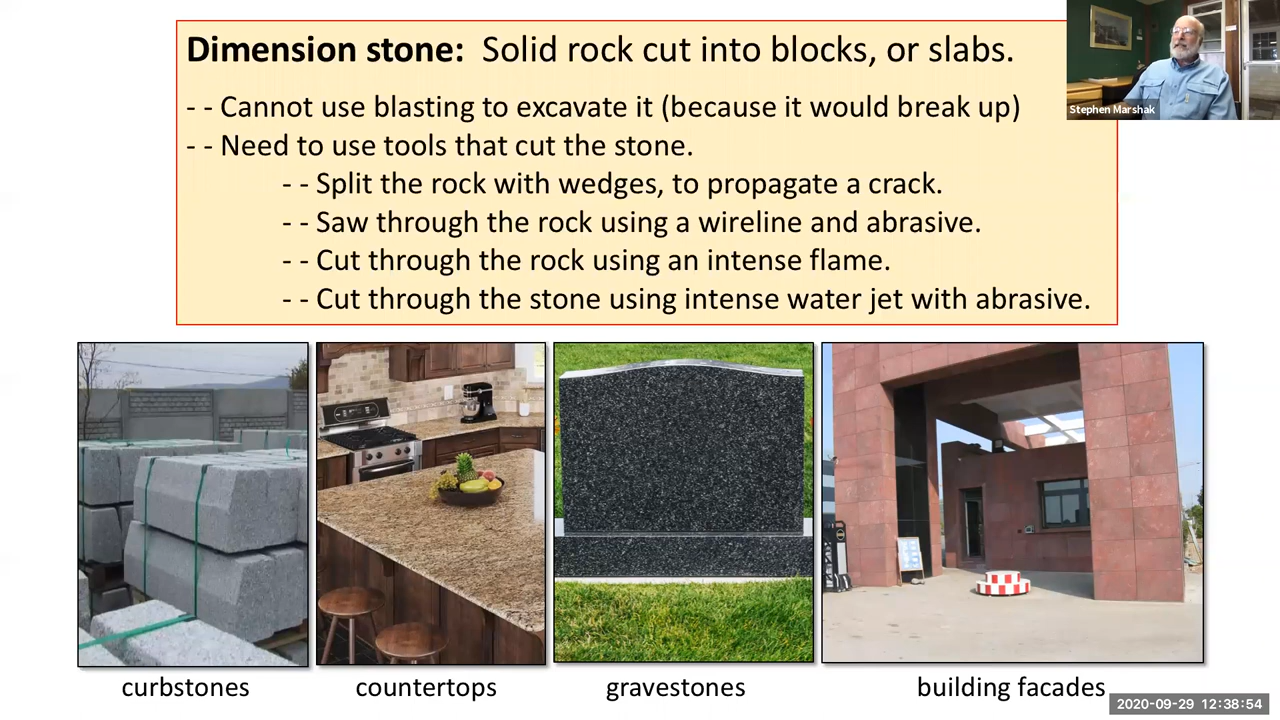 Dimension stone: Solid rock cut into blocks, or slabs.
- - Cannot use blasting to excavate it (because it would break up)
- - Need to use tools that cut the stone.
- - Split the rock with wedges, to propagate a crack.
- - Saw through the rock using a wireline and abrasive.
- - Cut through the rock using an intense flame.
- - Cut through the stone using intense water jet with abrasive.
Stephen Marshak
curbstones
countertops
gravestones
building facades
2020-09-29 12:38:54